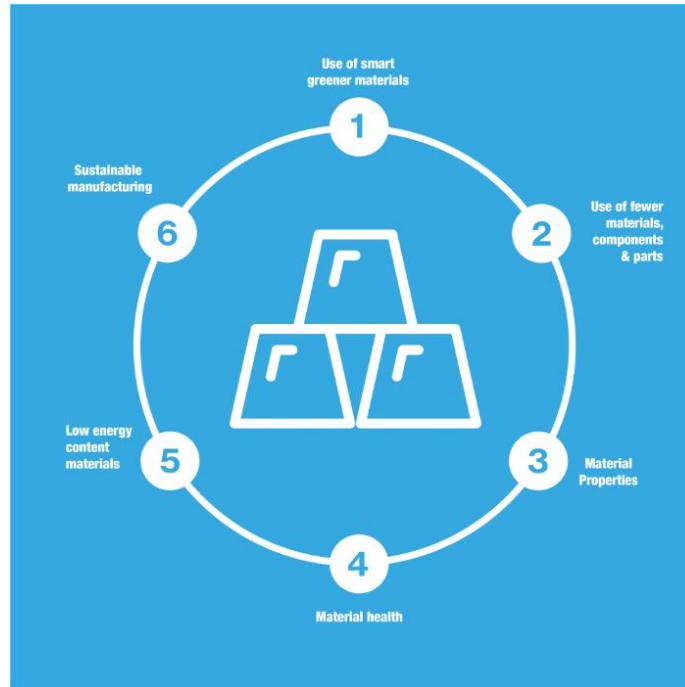 Use of smart
greener materials
1
Use of fewer
materials,
components
& parts
2
3
Material
Properties
4
Material health
Low energy
content
materials
5
Sustainable
manufacturing
6